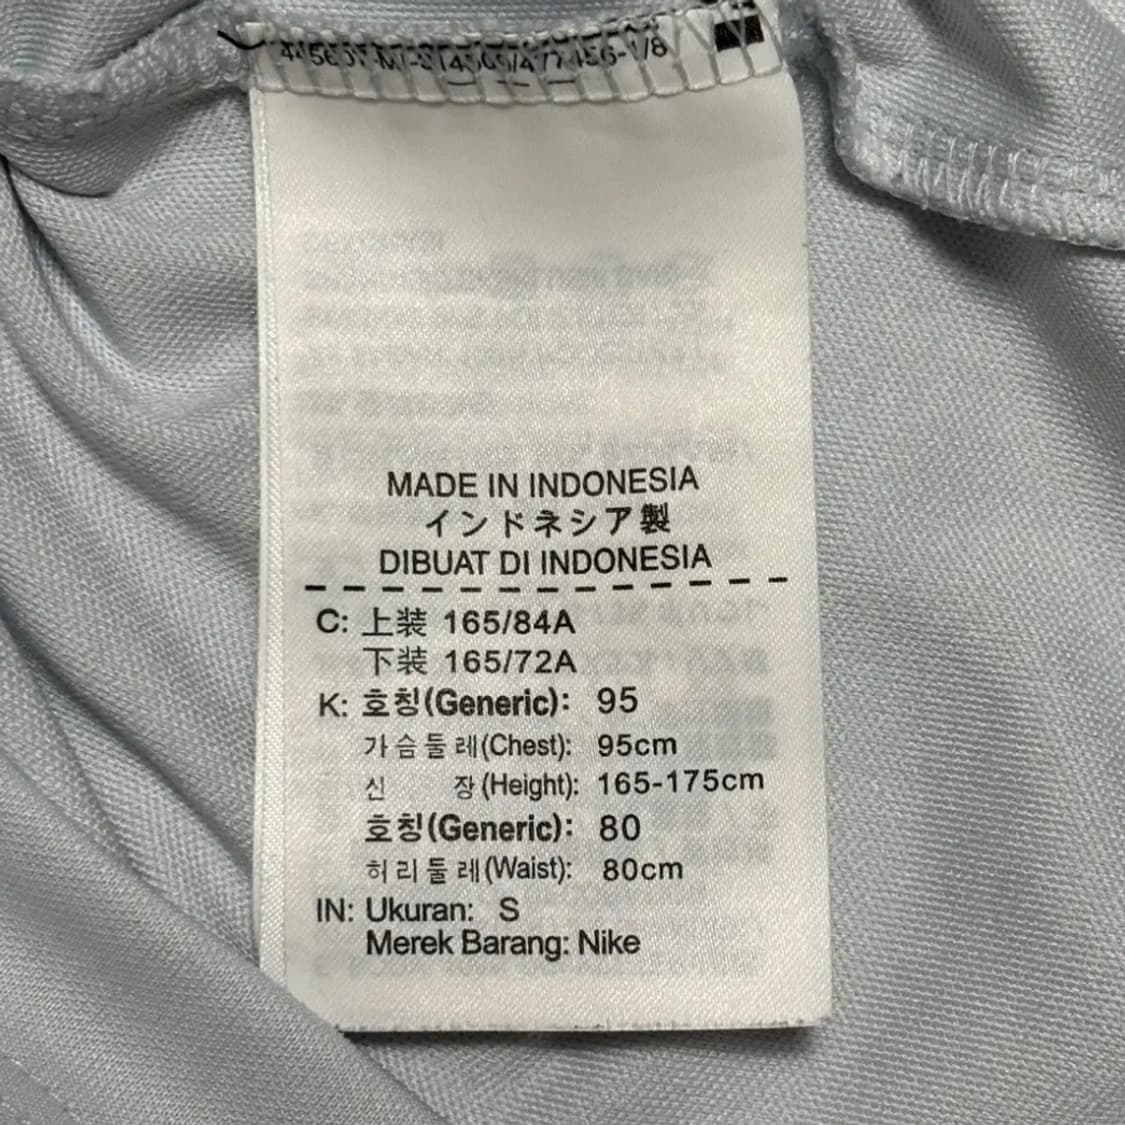 MADE IN INDONESIA
インドネシア製
DIBUAT DI INDONESIA
C: 上装 165/84A
下装 165/72A
K: 호칭(Generic): 95
가슴둘레(Chest): 95cm
신 장(Height): 165-175cm
호칭(Generic): 80
허리둘레(Waist): 80cm
IN: Ukuran: S
Merek Barang: Nike